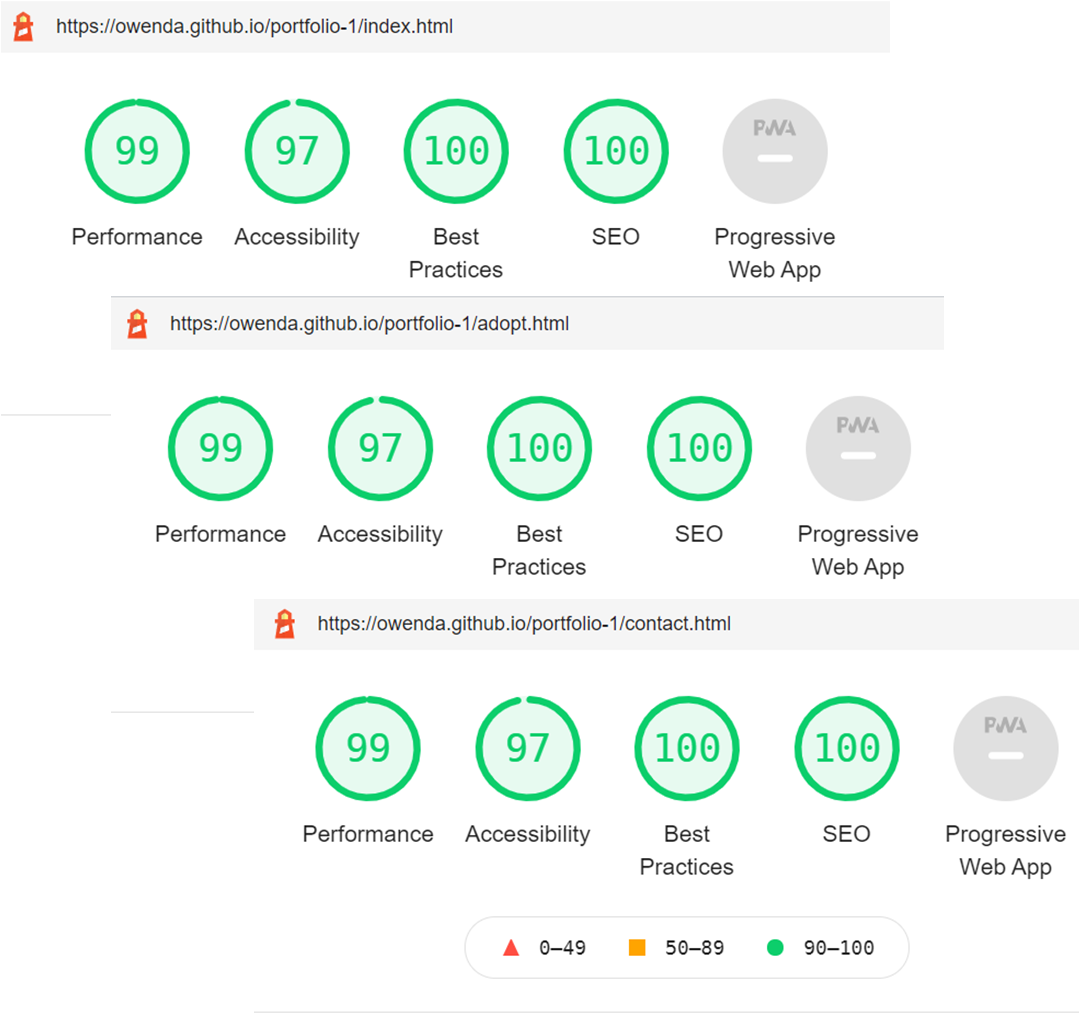 https://owenda.github.io/portfolio-1/index.html
99 97 100 100 PWA
Performance Accessibility Best Practices SEO Progressive Web App
https://owenda.github.io/portfolio-1/adopt.html
99 97 100 100 PWA
Performance Accessibility Best Practices SEO Progressive Web App
https://owenda.github.io/portfolio-1/contact.html
99 97 100 100 PWA
Performance Accessibility Best Practices SEO Progressive Web App
0–49 50–89 90–100